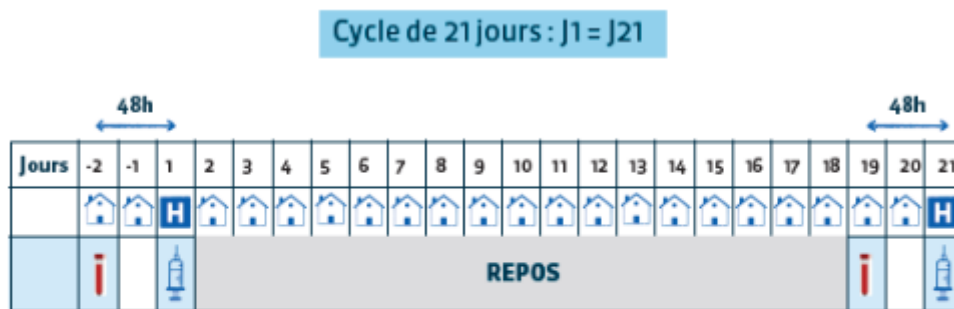 Cycle de 21 jours : J1 = J21
48h 48h
Jours -2 -1 1 2 3 4 5 6 7 8 9 10 11 12 13 14 15 16 17 18 19 20 21
H H
REPOS